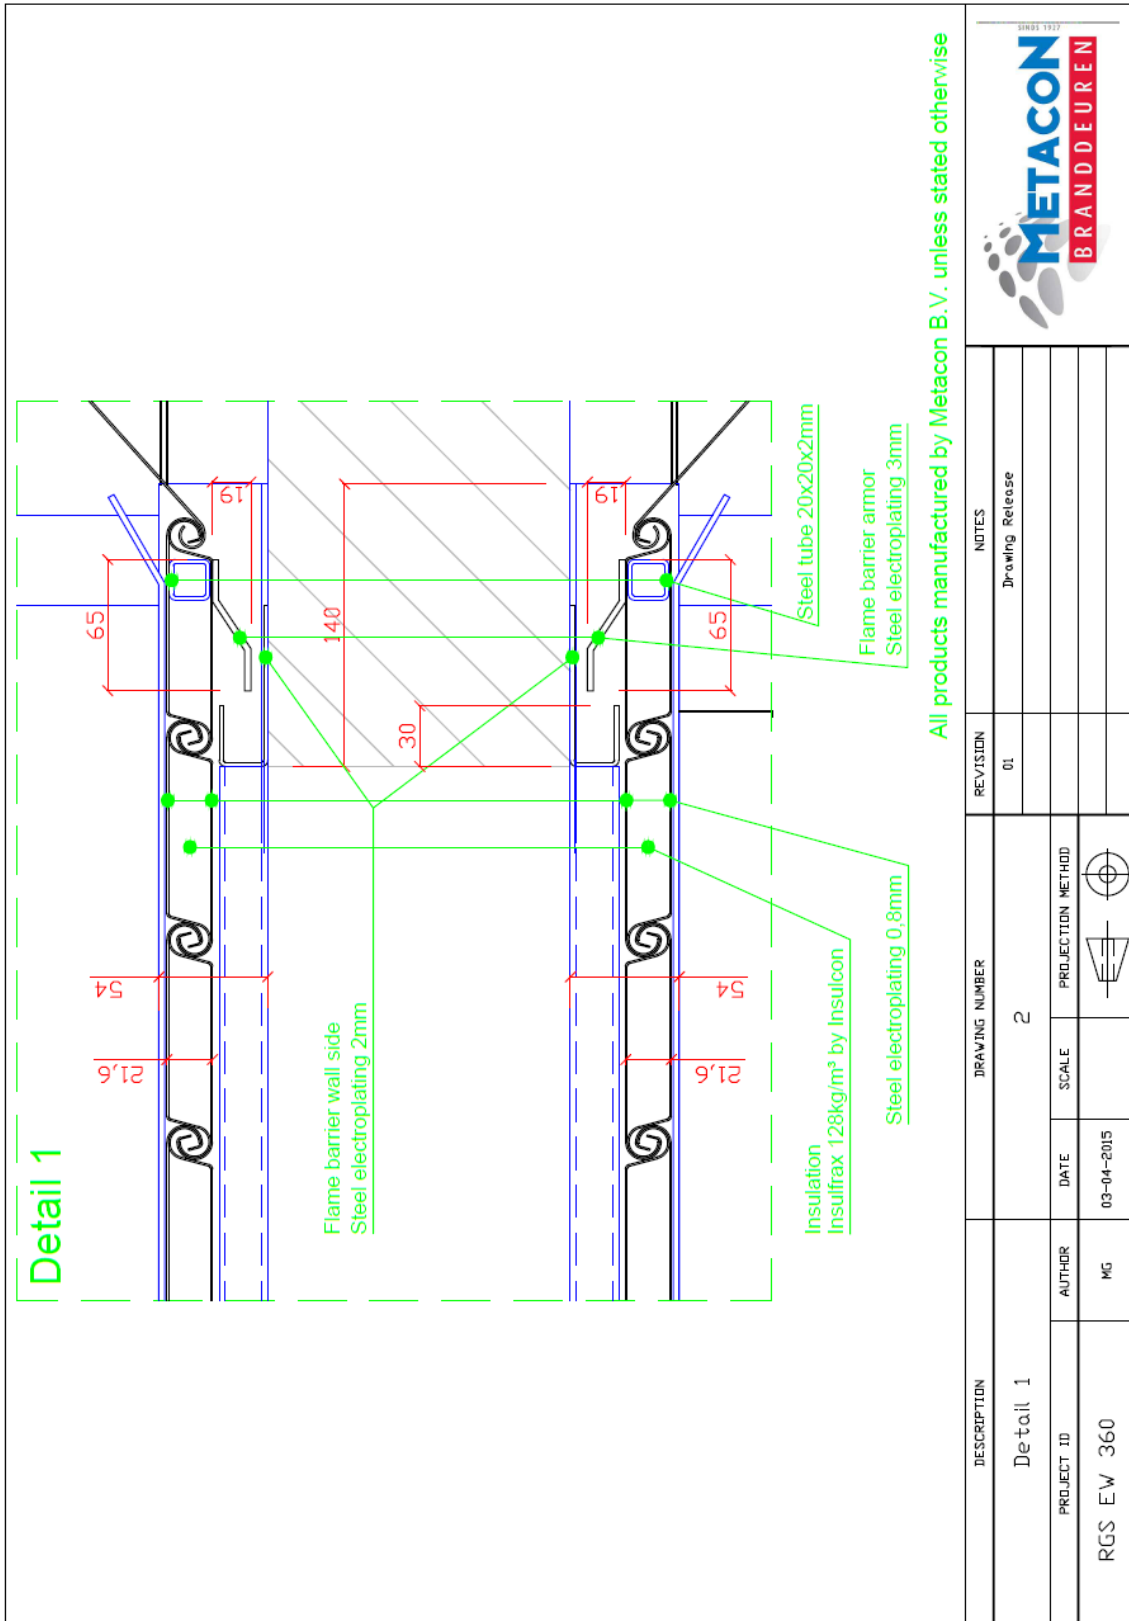 Detail 1
65
19
140
30
54
21,6
Flame barrier wall side
Steel electroplating 2mm
19
65
54
21,6
Steel tube 20x20x2mm
Flame barrier armor
Steel electroplating 3mm
Insulation
Insulfrax 128kg/m³ by Insulcon
Steel electroplating 0,8mm
All products manufactured by Metacon B.V. unless stated otherwise
DESCRIPTION
Detail 1
DRAWING NUMBER
2
REVISION
01
NOTES
Drawing Release
PROJECT ID
RGS EW 360
AUTHOR
MG
DATE
03-04-2015
SCALE
PROJECTION METHOD
SINDS 1937
METACON
BRANDDEUREN